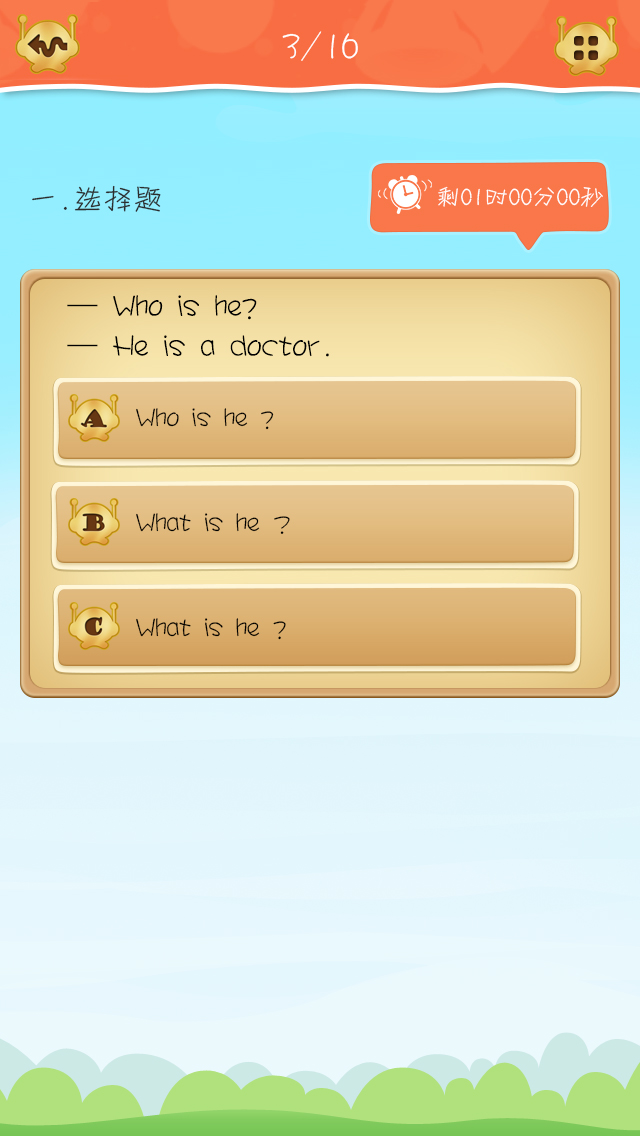 3/16
一.选择题
剩01时00分00秒
— Who is he?
— He is a doctor.
A Who is he ?
B What is he ?
C What is he ?